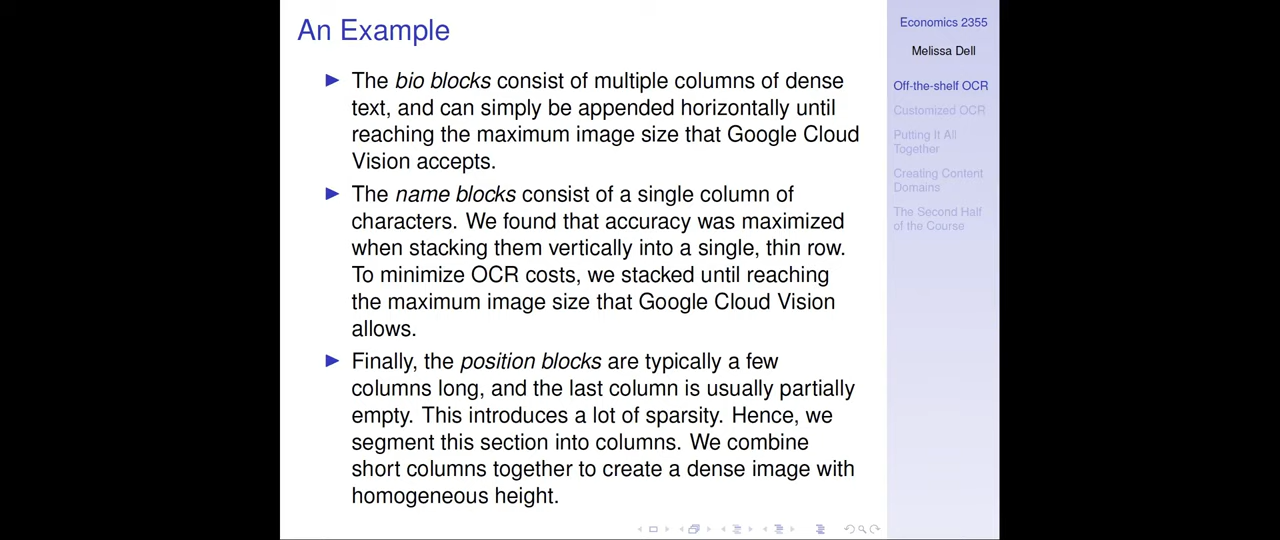 An Example
The bio blocks consist of multiple columns of dense
text, and can simply be appended horizontally until
reaching the maximum image size that Google Cloud
Vision accepts.
The name blocks consist of a single column of
characters. We found that accuracy was maximized
when stacking them vertically into a single, thin row.
To minimize OCR costs, we stacked until reaching
the maximum image size that Google Cloud Vision
allows.
Finally, the position blocks are typically a few
columns long, and the last column is usually partially
empty. This introduces a lot of sparsity. Hence, we
segment this section into columns. We combine
short columns together to create a dense image with
homogeneous height.
Economics 2355
Melissa Dell
Off-the-shelf OCR
Customized OCR
Putting It All
Together
Creating Content
Domains
The Second Half
of the Course